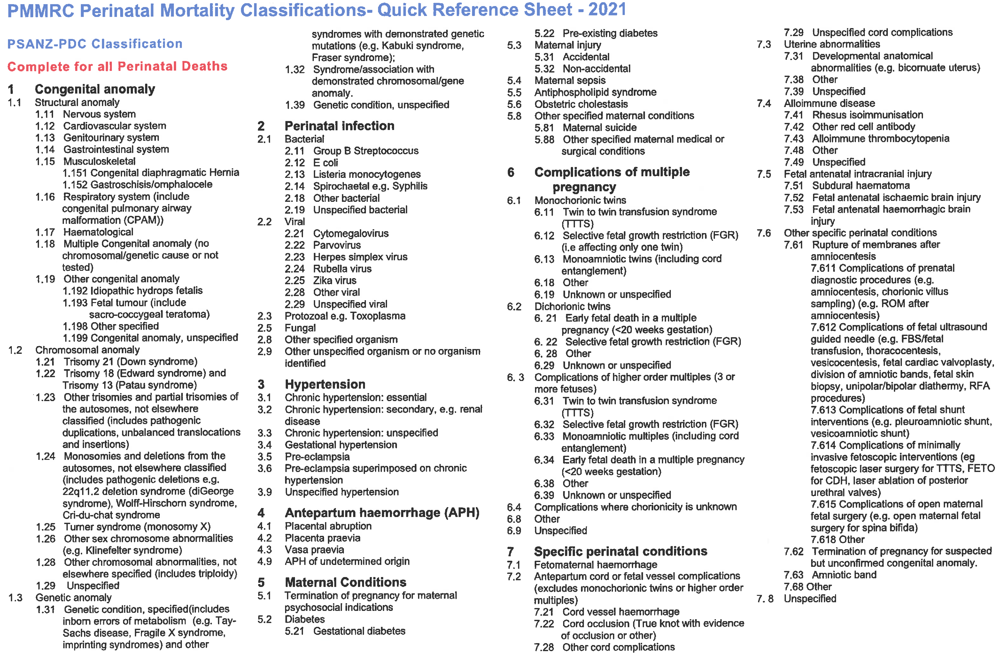 PMMRC Perinatal Mortality Classifications- Quick Reference Sheet - 2021
PSANZ-PDC Classification
Complete for all Perinatal Deaths
1 Congenital anomaly
1.1 Structural anomaly
1.11 Nervous system
1.12 Cardiovascular system
1.13 Genitourinary system
1.14 Gastrointestinal system
1.15 Musculoskeletal
1.151 Congenital diaphragmatic Hernia
1.152 Gastroschisis/omphalocele
1.16 Respiratory system (include
congenital pulmonary airway
malformation (CPAM))
1.17 Haematological
1.18 Multiple Congenital anomaly (no
chromosomal/genetic cause or not
tested)
1.19 Other congenital anomaly
1.192 Idiopathic hydrops fetalis
1.193 Fetal tumour (include
sacro-coccygeal teratoma)
1.198 Other specified
1.199 Congenital anomaly, unspecified
1.2 Chromosomal anomaly
1.21 Trisomy 21 (Down syndrome)
1.22 Trisomy 18 (Edward syndrome) and
Trisomy 13 (Patau syndrome)
1.23 Other trisomies and partial trisomies of
the autosomes, not elsewhere
classified (includes pathogenic
duplications, unbalanced translocations
and insertions)
1.24 Monosomies and deletions from the
autosomes, not elsewhere classified
(includes pathogenic deletions e.g.
22q11.2 deletion syndrome (diGeorge
syndrome), Wolff-Hirschorn syndrome,
Cri-du-chat syndrome
1.25 Turner syndrome (monosomy X)
1.26 Other sex chromosome abnormalities
(e.g. Klinefelter syndrome)
1.28 Other chromosomal abnormalities, not
elsewhere specified (includes triploidy)
1.29 Unspecified
1.3 Genetic anomaly
1.31 Genetic condition, specified(includes
inborn errors of metabolism (e.g. Tay-
Sachs disease, Fragile X syndrome,
imprinting syndromes) and other
syndromes with demonstrated genetic
mutations (e.g. Kabuki syndrome,
Fraser syndrome);
1.32 Syndrome/association with
demonstrated chromosomal/gene
anomaly.
1.39 Genetic condition, unspecified
2 Perinatal infection
2.1 Bacterial
2.11 Group B Streptococcus
2.12 E coli
2.13 Listeria monocytogenes
2.14 Spirochaetal e.g. Syphilis
2.18 Other bacterial
2.19 Unspecified bacterial
2.2 Viral
2.21 Cytomegalovirus
2.22 Parvovirus
2.23 Herpes simplex virus
2.24 Rubella virus
2.25 Zika virus
2.28 Other viral
2.29 Unspecified viral
2.3 Protozoal e.g. Toxoplasma
2.5 Fungal
2.8 Other specified organism
2.9 Other unspecified organism or no organism
identified
3 Hypertension
3.1 Chronic hypertension: essential
3.2 Chronic hypertension: secondary, e.g. renal
disease
3.3 Chronic hypertension: unspecified
3.4 Gestational hypertension
3.5 Pre-eclampsia
3.6 Pre-eclampsia superimposed on chronic
hypertension
3.9 Unspecified hypertension
4 Antepartum haemorrhage (APH)
4.1 Placental abruption
4.2 Placenta praevia
4.3 Vasa praevia
4.9 APH of undetermined origin
5 Maternal Conditions
5.1 Termination of pregnancy for maternal
psychosocial indications
5.2 Diabetes
5.21 Gestational diabetes
5.22 Pre-existing diabetes
5.3 Maternal injury
5.31 Accidental
5.32 Non-accidental
5.4 Maternal sepsis
5.5 Antiphospholipid syndrome
5.6 Obstetric cholestasis
5.8 Other specified maternal conditions
5.81 Maternal suicide
5.88 Other specified maternal medical or
surgical conditions
6 Complications of multiple
pregnancy
6.1 Monochorionic twins
6.11 Twin to twin transfusion syndrome
(TTTS)
6.12 Selective fetal growth restriction (FGR)
(i.e affecting only one twin)
6.13 Monoamniotic twins (including cord
entanglement)
6.18 Other
6.19 Unknown or unspecified
6.2 Dichorionic twins
6. 21 Early fetal death in a multiple
pregnancy (<20 weeks gestation)
6. 22 Selective fetal growth restriction (FGR)
6. 28 Other
6.29 Unknown or unspecified
6. 3 Complications of higher order multiples (3 or
more fetuses)
6.31 Twin to twin transfusion syndrome
(TTTS)
6.32 Selective fetal growth restriction (FGR)
6.33 Monoamniotic multiples (including cord
entanglement)
6.34 Early fetal death in a multiple pregnancy
(<20 weeks gestation)
6.38 Other
6.39 Unknown or unspecified
6.4 Complications where chorionicity is unknown
6.8 Other
6.9 Unspecified
7 Specific perinatal conditions
7.1 Fetomaternal haemorrhage
7.2 Antepartum cord or fetal vessel complications
(excludes monochorionic twins or higher order
multiples)
7.21 Cord vessel haemorrhage
7.22 Cord occlusion (True knot with evidence
of occlusion or other)
7.28 Other cord complications
7.29 Unspecified cord complications
7.3 Uterine abnormalities
7.31 Developmental anatomical
abnormalities (e.g. bicornuate uterus)
7.38 Other
7.39 Unspecified
7.4 Alloimmune disease
7.41 Rhesus isoimmunisation
7.42 Other red cell antibody
7.43 Alloimmune thrombocytopenia
7.48 Other
7.49 Unspecified
7.5 Fetal antenatal intracranial injury
7.51 Subdural haematoma
7.52 Fetal antenatal ischaemic brain injury
7.53 Fetal antenatal haemorrhagic brain
injury
7.6 Other specific perinatal conditions
7.61 Rupture of membranes after
amniocentesis
7.611 Complications of prenatal
diagnostic procedures (e.g.
amniocentesis, chorionic villus
sampling) (e.g. ROM after
amniocentesis)
7.612 Complications of fetal ultrasound
guided needle (e.g. FBS/fetal
transfusion, thoracocentesis,
vesicocentesis, fetal cardiac valvoplasty,
division of amniotic bands, fetal skin
biopsy, unipolar/bipolar diathermy, RFA
procedures)
7.613 Complications of fetal shunt
interventions (e.g. pleuroamniotic shunt,
vesicoamniotic shunt)
7.614 Complications of minimally
invasive fetoscopic interventions (eg
fetoscopic laser surgery for TTTS, FETO
for CDH, laser ablation of posterior
urethral valves)
7.615 Complications of open maternal
fetal surgery (e.g. open maternal fetal
surgery for spina bifida)
7.618 Other
7.62 Termination of pregnancy for suspected
but unconfirmed congenital anomaly.
7.63 Amniotic band
7.68 Other
7. 8 Unspecified